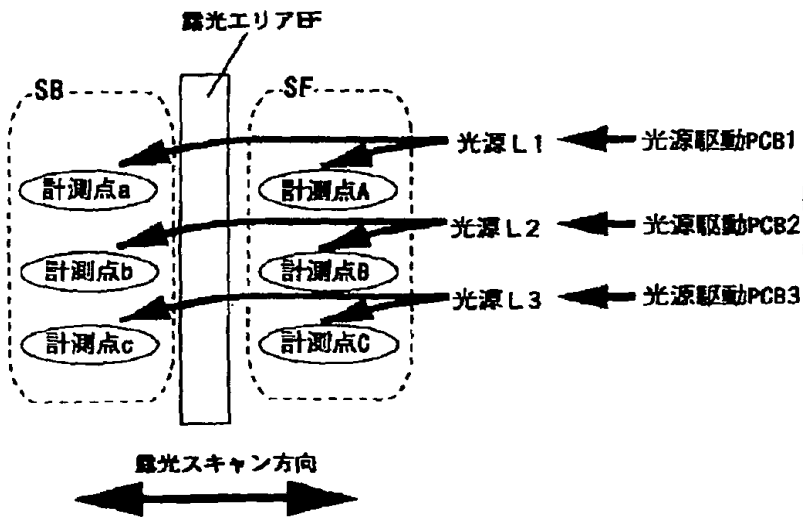 露光エリアEF
SB
SF
光源L1
光源駆動PCB1
計測点a
計測点A
光源L2
光源駆動PCB2
計測点b
計測点B
光源L3
光源駆動PCB3
計測点c
計測点C
露光スキャン方向